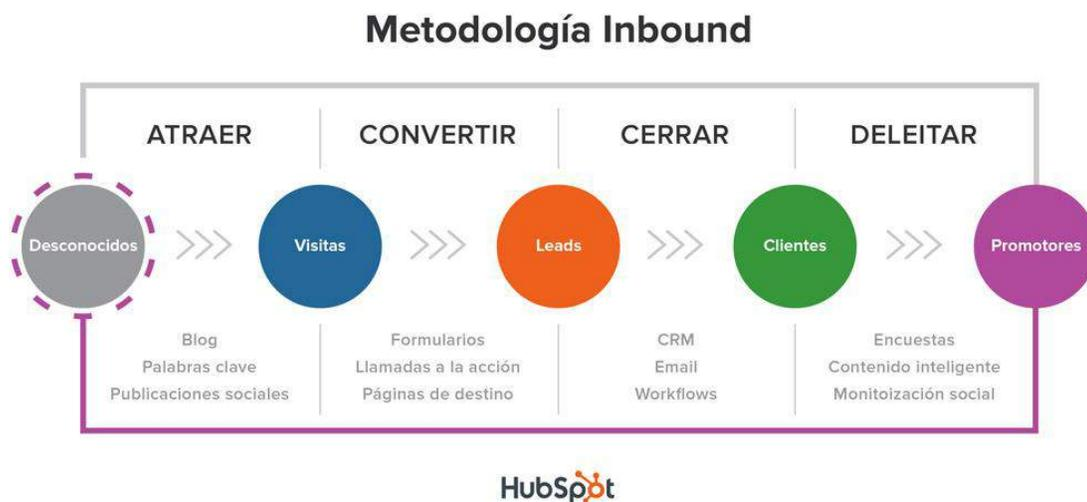 Metodología Inbound
ATRAER
CONVERTIR
CERRAR
DELEITAR
Desconocidos
Visitas
Leads
Clientes
Promotores
Blog
Palabras clave
Publicaciones sociales
Formularios
Llamadas a la acción
Páginas de destino
CRM
Email
Workflows
Encuestas
Contenido inteligente
Monitoización social
HubSpot